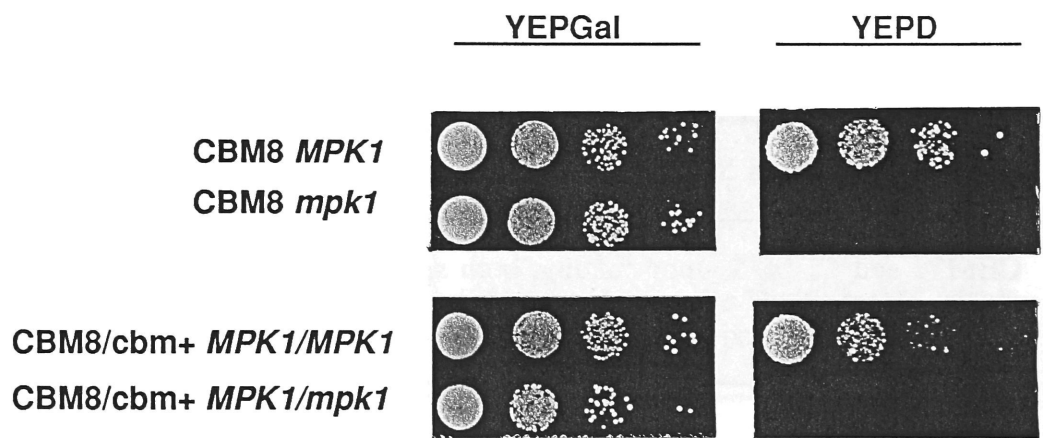 YEPGal YEPD
CBM8 MPK1
CBM8 mpk1
CBM8/cbm+ MPK1/MPK1
CBM8/cbm+ MPK1/mpk1